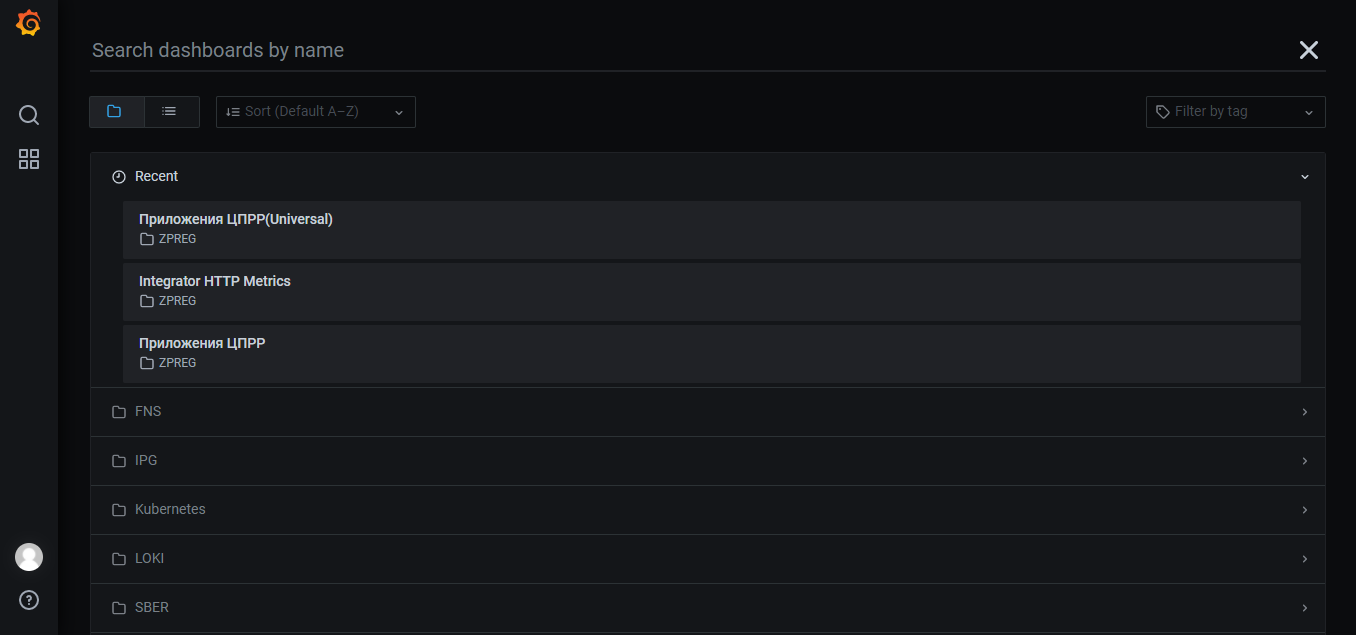 Search dashboards by name
Sort (Default A–Z)
Filter by tag
Recent
Приложения ЦПРР(Universal)
ZPREG
Integrator HTTP Metrics
ZPREG
Приложения ЦПРР
ZPREG
FNS
IPG
Kubernetes
LOKI
SBER